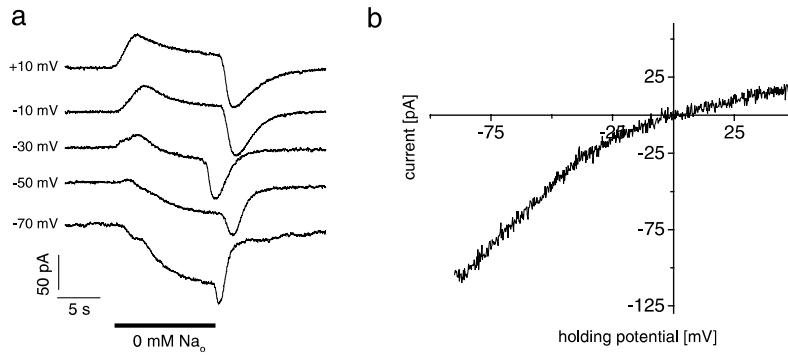 a
+10 mV
-10 mV
-30 mV
-50 mV
-70 mV
50 pA
5 s
0 mM Nao
b
current [pA]
25
-75
-25
25
-25
-75
-125
holding potential [mV]